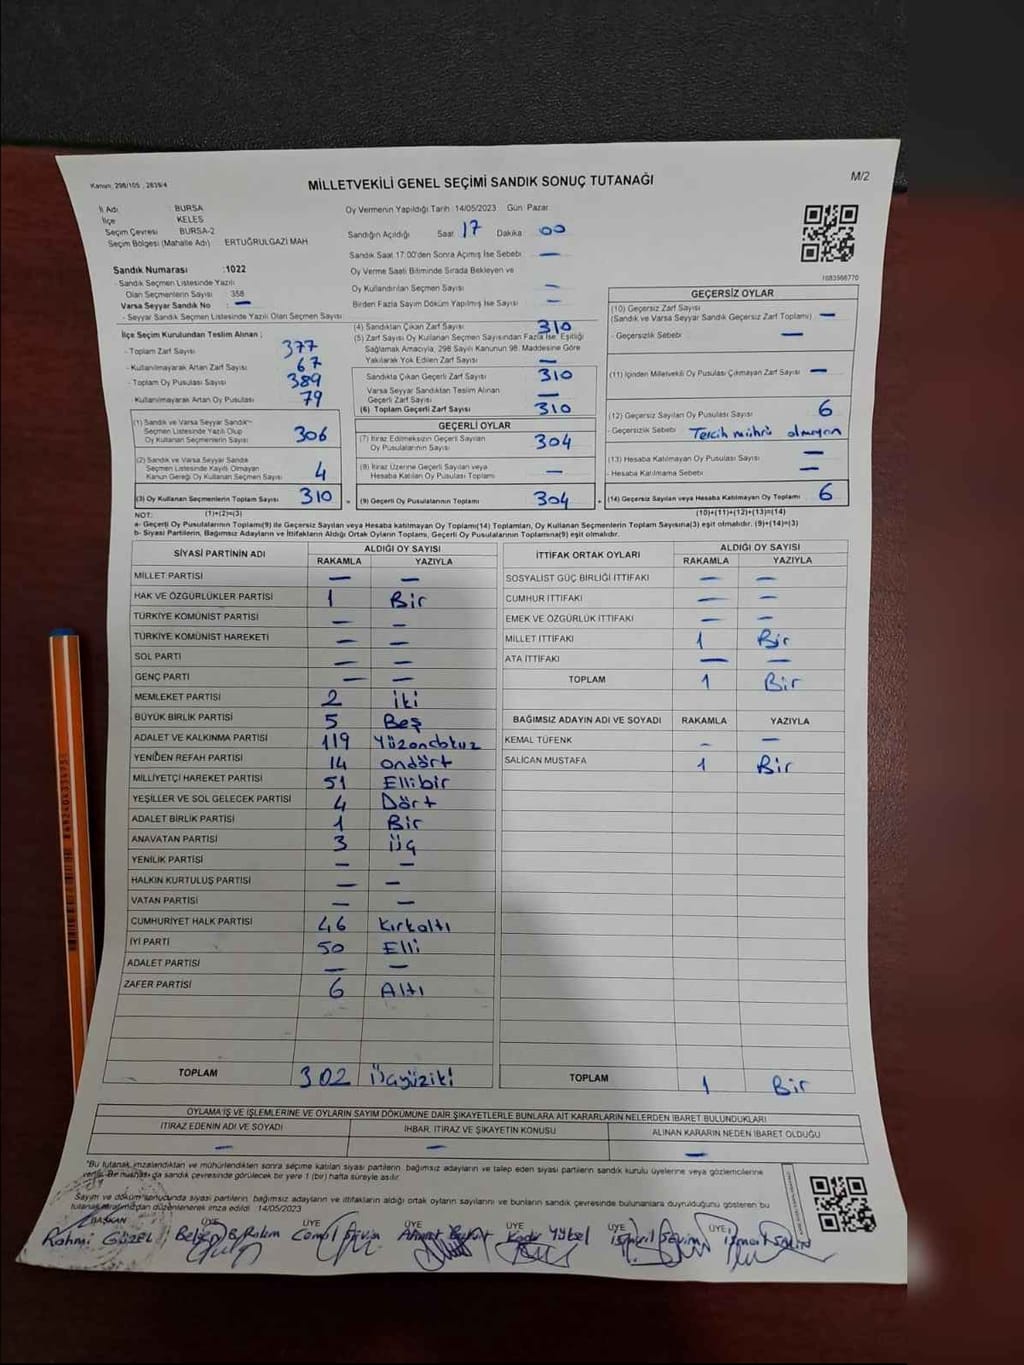 Kanun: 298/105 , 2839/4
MİLLETVEKİLİ GENEL SEÇİMİ SANDIK SONUÇ TUTANAĞI
M/2
İl Adı : BURSA
İlçe : KELES
Seçim Çevresi : BURSA-2
Seçim Bölgesi (Mahalle Adı) : ERTUĞRULGAZİ MAH
Oy Vermenin Yapıldığı Tarih :14/05/2023 Gün: Pazar
Sandığın Açıldığı Saat 17 Dakika 00
Sandık Saat 17:00'den Sonra Açımış İse Sebebi —
Oy Verme Saati Bitiminde Sırada Bekleyen ve
Oy Kullandırılan Seçmen Sayısı —
Birden Fazla Sayım Döküm Yapılmış İse Sayısı —
1083566770
Sandık Numarası :1022
- Sandık Seçmen Listesinde Yazılı
Olan Seçmenlerin Sayısı : 358
Varsa Seyyar Sandık No : —
- Seyyar Sandık Seçmen Listesinde Yazılı Olan Seçmen Sayısı
İlçe Seçim Kurulundan Teslim Alınan ;
- Toplam Zarf Sayısı 377
- Kullanılmayarak Artan Zarf Sayısı 67
- Toplam Oy Pusulası Sayısı 389
- Kullanılmayarak Artan Oy Pusulası 79
(1) Sandık ve Varsa Seyyar Sandık
Seçmen Listesinde Yazılı Olup
Oy Kullanan Seçmenlerin Sayısı 306
(2) Sandık ve Varsa Seyyar Sandık
Seçmen Listesinde Kayıtlı Olmayan
Kanun Gereği Oy Kullanan Seçmen Sayısı 4
(3) Oy Kullanan Seçmenlerin Toplam Sayısı 310
(4) Sandıktan Çıkan Zarf Sayısı 310
(5) Zarf Sayısı Oy Kullanan Seçmen Sayısından Fazla İse, Eşitliği
Sağlamak Amacıyla, 298 Sayılı Kanunun 98. Maddesine Göre
Yakılarak Yok Edilen Zarf Sayısı —
Sandıkta Çıkan Geçerli Zarf Sayısı 310
Varsa Seyyar Sandıktan Teslim Alınan
Geçerli Zarf Sayısı —
(6) Toplam Geçerli Zarf Sayısı 310
GEÇERLİ OYLAR
(7) İtiraz Edilmeksizin Geçerli Sayılan
Oy Pusulalarının Sayısı 304
(8) İtiraz Üzerine Geçerli Sayılan veya
Hesaba Katılan Oy Pusulası Toplamı —
(9) Geçerli Oy Pusulalarının Toplamı 304
GEÇERSİZ OYLAR
(10) Geçersiz Zarf Sayısı
(Sandık ve Varsa Seyyar Sandık Geçersiz Zarf Toplamı) —
- Geçersizlik Sebebi —
(11) İçinden Milletvekili Oy Pusulası Çıkmayan Zarf Sayısı —
(12) Geçersiz Sayılan Oy Pusulası Sayısı 6
- Geçersizlik Sebebi Tercih mührü olmayan
(13) Hesaba Katılmayan Oy Pusulası Sayısı —
- Hesaba Katılmama Sebebi —
(14) Geçersiz Sayılan veya Hesaba Katılmayan Oy Toplamı 6
NOT: (1)+(2)=(3) (10)+(11)+(12)+(13)=(14)
a- Geçerli Oy Pusulalarının Toplamı(9) ile Geçersiz Sayılan veya Hesaba katılmayan Oy Toplamı(14) Toplamları, Oy Kullanan Seçmenlerin Toplam Sayısına(3) eşit olmalıdır. (9)+(14)=(3)
b- Siyasi Partilerin, Bağımsız Adayların ve İttifakların Aldığı Ortak Oyların Toplamı, Geçerli Oy Pusulalarının Toplamına(9) eşit olmalıdır.
SİYASİ PARTİNİN ADI ALDIĞI OY SAYISI
RAKAMLA YAZIYLA
MİLLET PARTİSİ — —
HAK VE ÖZGÜRLÜKLER PARTİSİ 1 Bir
TÜRKİYE KOMÜNİST PARTİSİ — —
TÜRKİYE KOMÜNİST HAREKETİ — —
SOL PARTİ — —
GENÇ PARTİ — —
MEMLEKET PARTİSİ 2 iki
BÜYÜK BİRLİK PARTİSİ 5 Beş
ADALET VE KALKINMA PARTİSİ 119 Yüzondokuz
YENİDEN REFAH PARTİSİ 14 ondört
MİLLİYETÇİ HAREKET PARTİSİ 51 Ellibir
YEŞİLLER VE SOL GELECEK PARTİSİ 4 Dört
ADALET BİRLİK PARTİSİ 1 Bir
ANAVATAN PARTİSİ 3 üç
YENİLİK PARTİSİ — —
HALKIN KURTULUŞ PARTİSİ — —
VATAN PARTİSİ — —
CUMHURİYET HALK PARTİSİ 46 Kırkaltı
İYİ PARTİ 50 Elli
ADALET PARTİSİ — —
ZAFER PARTİSİ 6 Altı
TOPLAM 302 üçyüziki
İTTİFAK ORTAK OYLARI ALDIĞI OY SAYISI
RAKAMLA YAZIYLA
SOSYALİST GÜÇ BİRLİĞİ İTTİFAKI — —
CUMHUR İTTİFAKI — —
EMEK VE ÖZGÜRLÜK İTTİFAKI — —
MİLLET İTTİFAKI 1 Bir
ATA İTTİFAKI — —
TOPLAM 1 Bir
BAĞIMSIZ ADAYIN ADI VE SOYADI RAKAMLA YAZIYLA
KEMAL TÜFENK — —
SALİCAN MUSTAFA 1 Bir
TOPLAM 1 Bir
OYLAMA İŞ VE İŞLEMLERİNE VE OYLARIN SAYIM DÖKÜMÜNE DAİR ŞİKAYETLERLE BUNLARA AİT KARARLARIN NELERDEN İBARET BULUNDUKLARI
İTİRAZ EDENİN ADI VE SOYADI İHBAR, İTİRAZ VE ŞİKAYETİN KONUSU ALINAN KARARIN NEDEN İBARET OLDUĞU
— — —
"Bu tutanak imzalandıktan ve mühürlendikten sonra seçime katılan siyasi partilerin, bağımsız adayların ve talep eden siyasi partilerin sandık kurulu üyelerine veya gözlemcilerine
verilir. Bir nüshası da sandık çevresinde görülecek bir yere 1 (bir) hafta süreyle asılır.
Sayım ve döküm sonucunda siyasi partilerin, bağımsız adayların ve ittifakların aldığı ortak oyların sayılarını ve bunların sandık çevresinde bulunanlara duyrulduğunu gösteren bu
tutanak tarafımızdan düzenlenerek imza edildi. 14/05/2023
BAŞKAN ÜYE ÜYE ÜYE ÜYE ÜYE ÜYE
Rahmi GÜZEL Kadir Yüksel